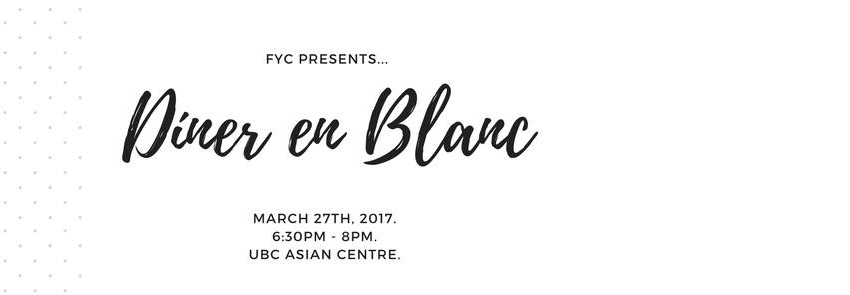 FYC PRESENTS...
Diner en Blanc
MARCH 27TH, 2017.
6:30PM - 8PM.
UBC ASIAN CENTRE.